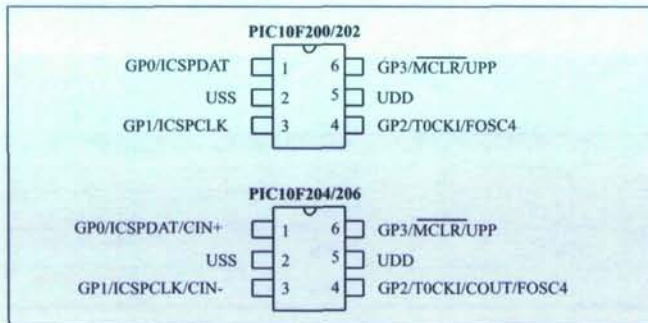 PIC10F200/202
GP0/ICSPDAT 1 6 GP3/MCLR/UPP
USS 2 5 UDD
GP1/ICSPCLK 3 4 GP2/T0CKI/FOSC4
PIC10F204/206
GP0/ICSPDAT/CIN+ 1 6 GP3/MCLR/UPP
USS 2 5 UDD
GP1/ICSPCLK/CIN- 3 4 GP2/T0CKI/COUT/FOSC4